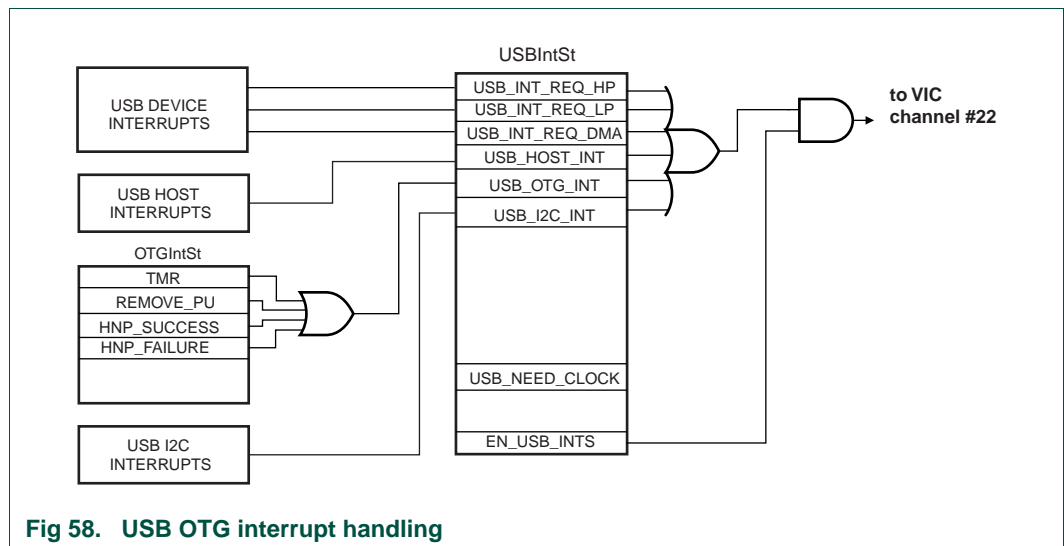 USBIntSt
USB DEVICE
INTERRUPTS
USB HOST
INTERRUPTS
OTGIntSt
TMR
REMOVE_PU
HNP_SUCCESS
HNP_FAILURE
USB I2C
INTERRUPTS
USB_INT_REQ_HP
USB_INT_REQ_LP
USB_INT_REQ_DMA
USB_HOST_INT
USB_OTG_INT
USB_I2C_INT
USB_NEED_CLOCK
EN_USB_INTS
to VIC
channel #22
Fig 58. USB OTG interrupt handling